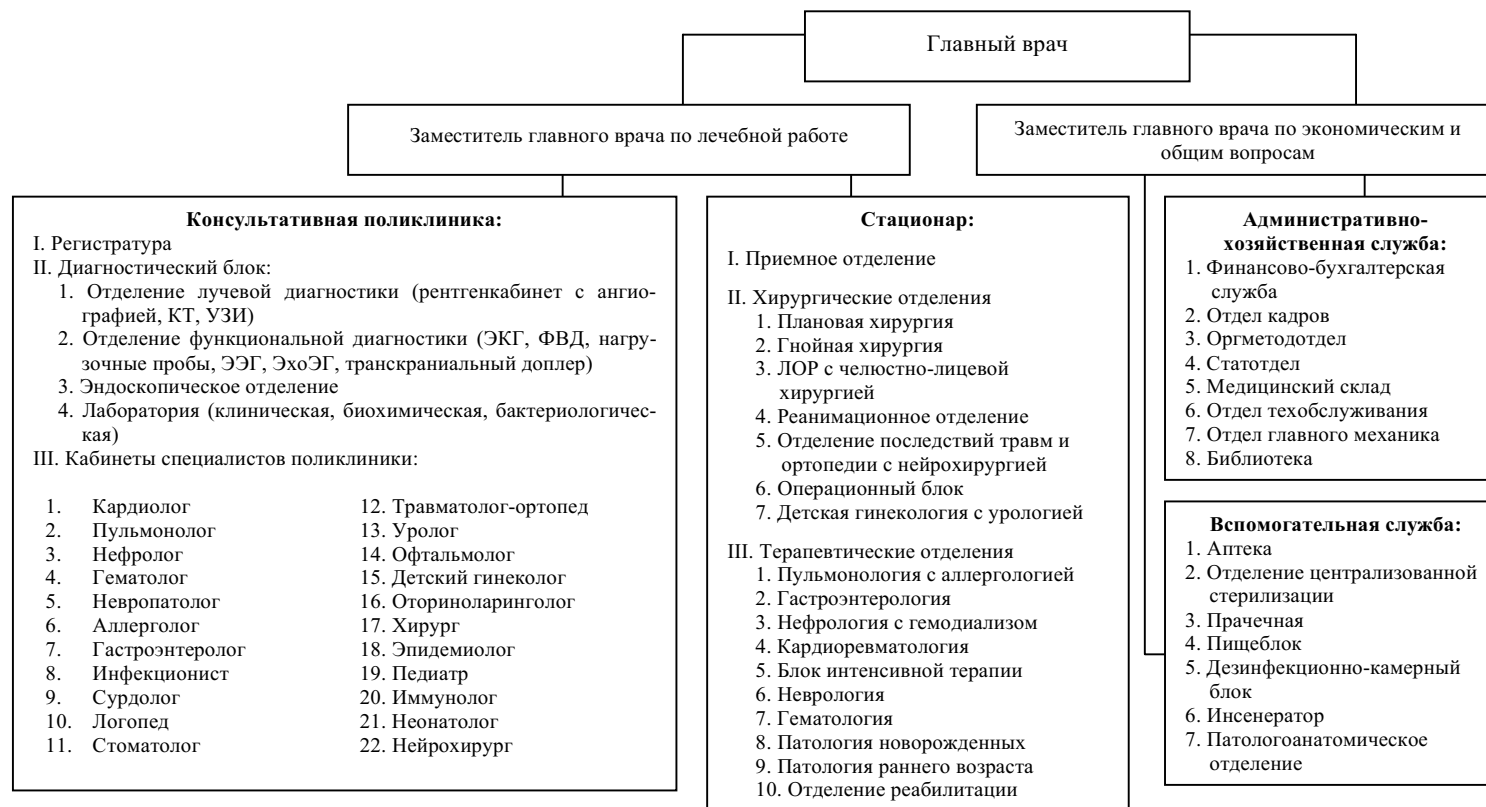 Главный врач
Заместитель главного врача по лечебной работе
Заместитель главного врача по экономическим и
общим вопросам
Консультативная поликлиника:
I. Регистратура
II. Диагностический блок:
1. Отделение лучевой диагностики (рентгенкабинет с ангио-
графией, КТ, УЗИ)
2. Отделение функциональной диагностики (ЭКГ, ФВД, нагру-
зочные пробы, ЭЭГ, ЭхоЭГ, транскраниальный доплер)
3. Эндоскопическое отделение
4. Лаборатория (клиническая, биохимическая, бактериологичес-
кая)
III. Кабинеты специалистов поликлиники:
1. Кардиолог
2. Пульмонолог
3. Нефролог
4. Гематолог
5. Невропатолог
6. Аллерголог
7. Гастроэнтеролог
8. Инфекционист
9. Сурдолог
10. Логопед
11. Стоматолог
12. Травматолог-ортопед
13. Уролог
14. Офтальмолог
15. Детский гинеколог
16. Оториноларинголог
17. Хирург
18. Эпидемиолог
19. Педиатр
20. Иммунолог
21. Неонатолог
22. Нейрохирург
Стационар:
I. Приемное отделение
II. Хирургические отделения
1. Плановая хирургия
2. Гнойная хирургия
3. ЛОР с челюстно-лицевой
хирургией
4. Реанимационное отделение
5. Отделение последствий травм и
ортопедии с нейрохирургией
6. Операционный блок
7. Детская гинекология с урологией
III. Терапевтические отделения
1. Пульмонология с аллергологией
2. Гастроэнтерология
3. Нефрология с гемодиализом
4. Кардиоревматология
5. Блок интенсивной терапии
6. Неврология
7. Гематология
8. Патология новорожденных
9. Патология раннего возраста
10. Отделение реабилитации
Административно-
хозяйственная служба:
1. Финансово-бухгалтерская
служба
2. Отдел кадров
3. Оргметодотдел
4. Статотдел
5. Медицинский склад
6. Отдел техобслуживания
7. Отдел главного механика
8. Библиотека
Вспомогательная служба:
1. Аптека
2. Отделение централизованной
стерилизации
3. Прачечная
4. Пищеблок
5. Дезинфекционно-камерный
блок
6. Инсенератор
7. Патологоанатомическое
отделение